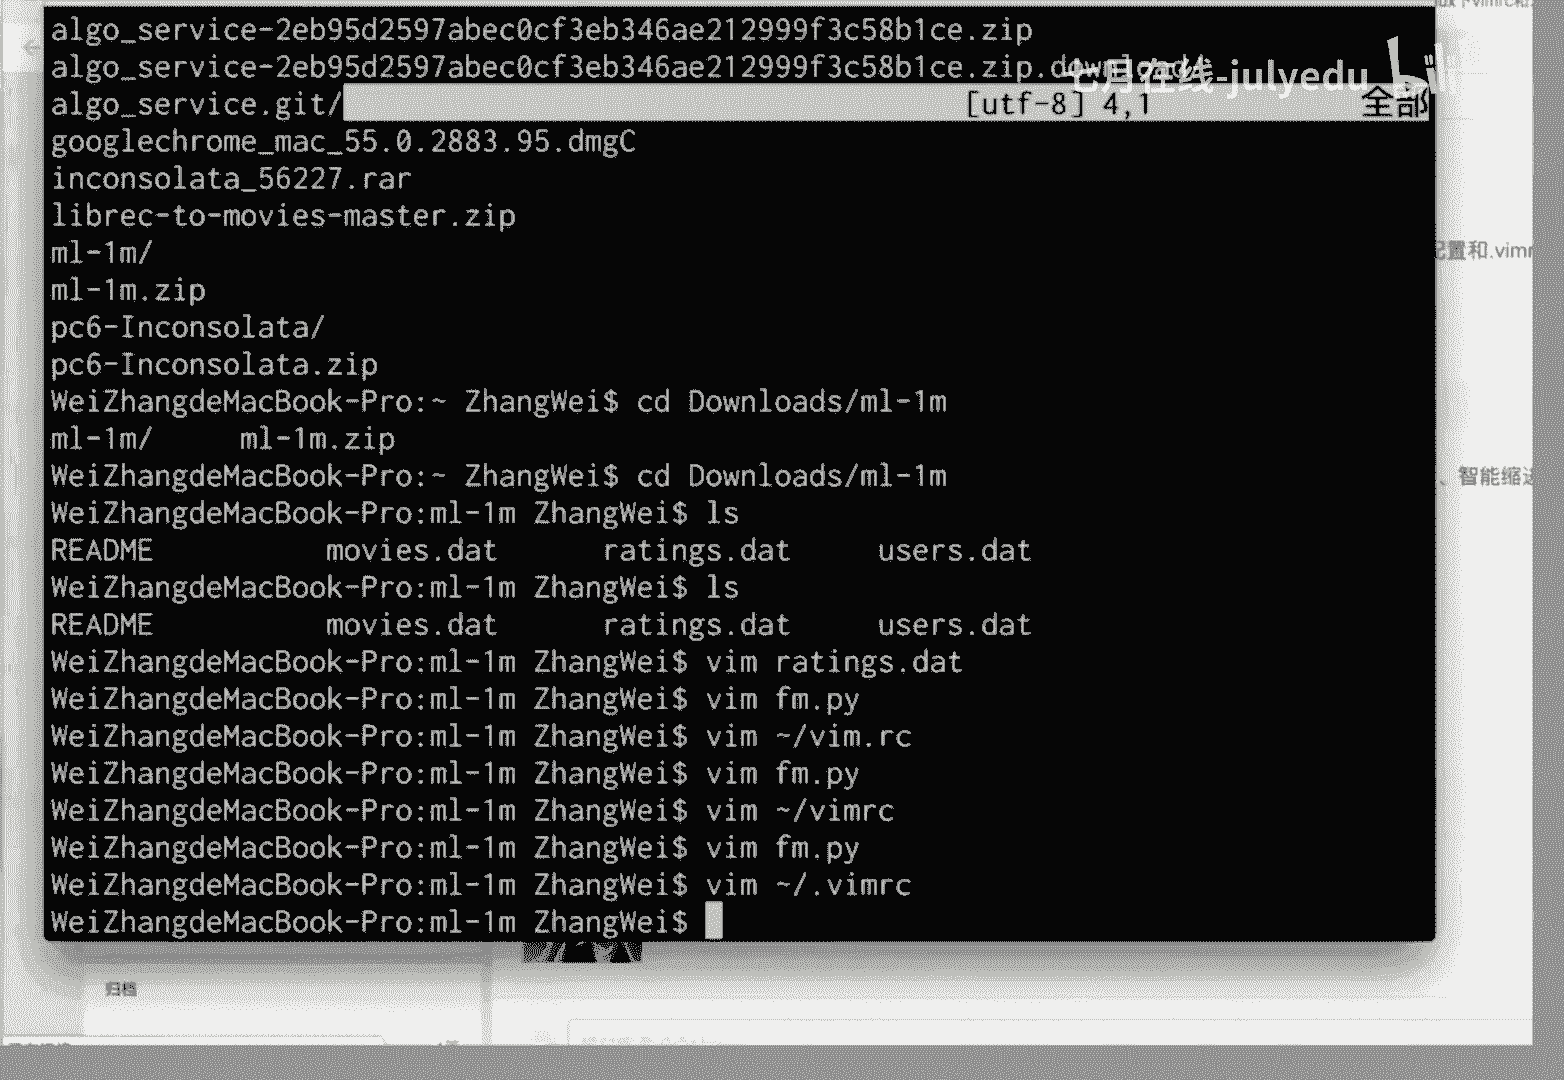 algo_service-2eb95d2597abec0cf3eb346ae212999f3c58b1ce.zip
algo_service-2eb95d2597abec0cf3eb346ae212999f3c58b1ce.zip.download/
七月在线-julyedu
algo_service.git/ [utf-8] 4,1 全部
googlechrome_mac_55.0.2883.95.dmgC
inconsolata_56227.rar
librec-to-movies-master.zip
ml-1m/
配置和.vimr
ml-1m.zip
pc6-Inconsolata/
pc6-Inconsolata.zip
WeiZhangdeMacBook-Pro:~ ZhangWei$ cd Downloads/ml-1m
ml-1m/ ml-1m.zip
WeiZhangdeMacBook-Pro:~ ZhangWei$ cd Downloads/ml-1m
、智能缩进
WeiZhangdeMacBook-Pro:ml-1m ZhangWei$ ls
README movies.dat ratings.dat users.dat
WeiZhangdeMacBook-Pro:ml-1m ZhangWei$ ls
README movies.dat ratings.dat users.dat
WeiZhangdeMacBook-Pro:ml-1m ZhangWei$ vim ratings.dat
WeiZhangdeMacBook-Pro:ml-1m ZhangWei$ vim fm.py
WeiZhangdeMacBook-Pro:ml-1m ZhangWei$ vim ~/vim.rc
WeiZhangdeMacBook-Pro:ml-1m ZhangWei$ vim fm.py
WeiZhangdeMacBook-Pro:ml-1m ZhangWei$ vim ~/vimrc
WeiZhangdeMacBook-Pro:ml-1m ZhangWei$ vim fm.py
WeiZhangdeMacBook-Pro:ml-1m ZhangWei$ vim ~/.vimrc
WeiZhangdeMacBook-Pro:ml-1m ZhangWei$
归档